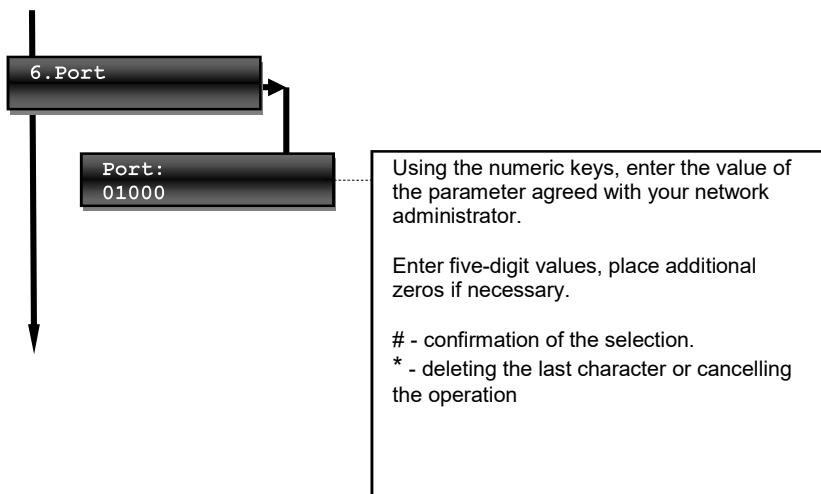 6.Port
Port:
01000
Using the numeric keys, enter the value of
the parameter agreed with your network
administrator.
Enter five-digit values, place additional
zeros if necessary.
# - confirmation of the selection.
* - deleting the last character or cancelling
the operation